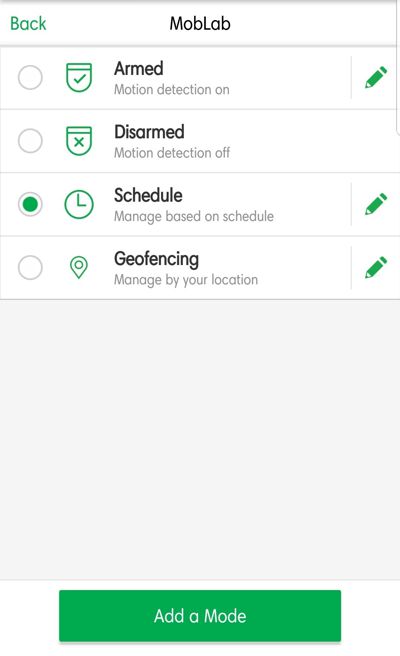 Back
MobLab
Armed
Motion detection on
Disarmed
Motion detection off
Schedule
Manage based on schedule
Geofencing
Manage by your location
Add a Mode